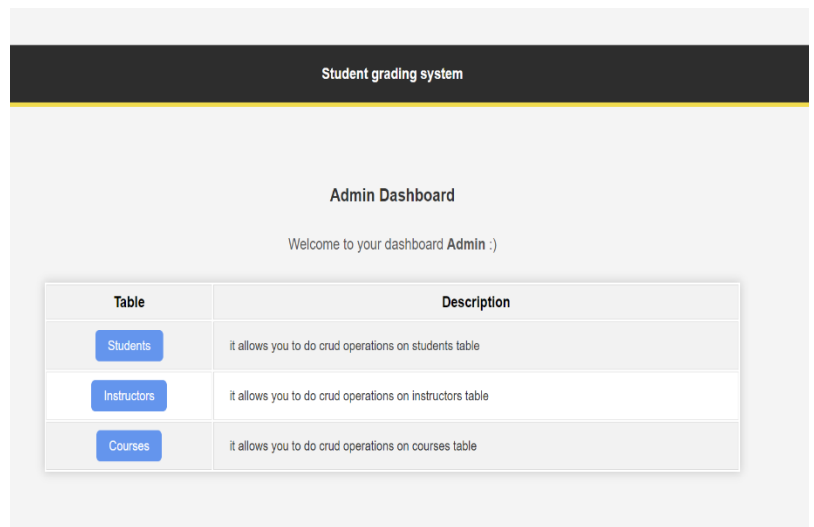 Student grading system
Admin Dashboard
Welcome to your dashboard Admin :)
Table Description
Students it allows you to do crud operations on students table
Instructors it allows you to do crud operations on instructors table
Courses it allows you to do crud operations on courses table